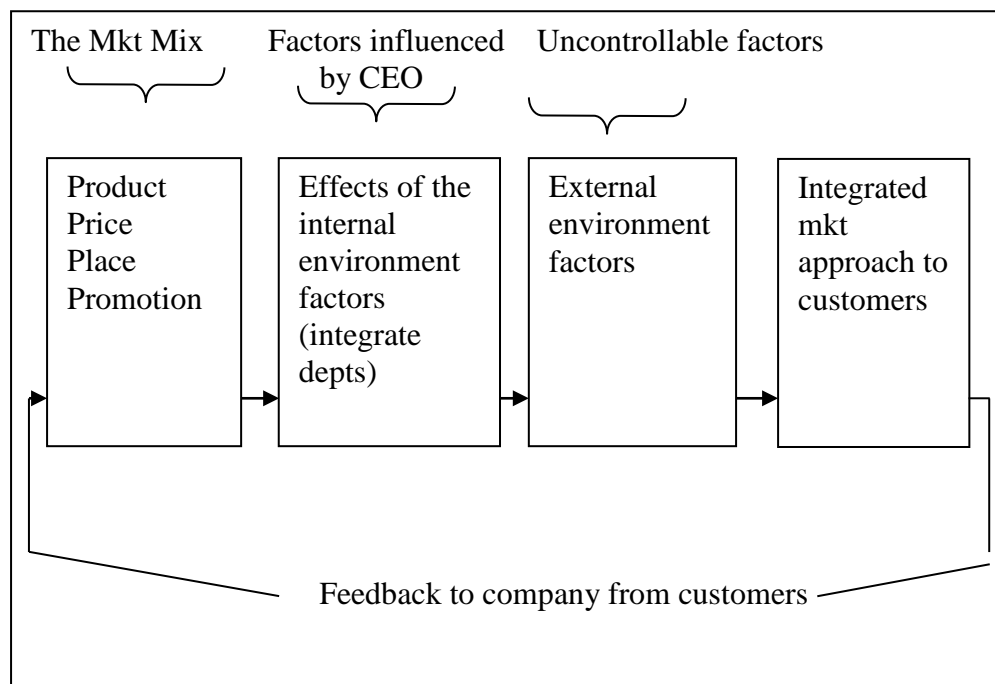 The Mkt Mix
Factors influenced
by CEO
Uncontrollable factors
Product
Price
Place
Promotion
Effects of the
internal
environment
factors
(integrate
depts)
External
environment
factors
Integrated
mkt
approach to
customers
Feedback to company from customers